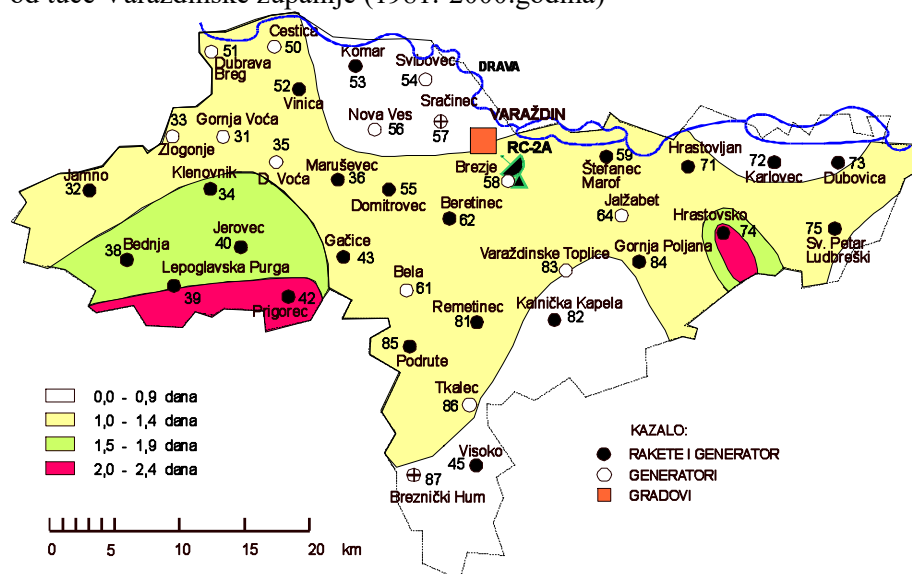 od tuče Varaždinske županije (1981.-2000.godina)
Cestica
50
51
Dubrava
Breg
Komar
53
Svibovec
54
DRAVA
52
Vinica
Sračinec
57
VARAŽDIN
Nova Ves
56
33
Zlogonje
Gornja Voća
31
35
D. Voća
RC-2A
Brezje
58
59
Štefanec
Marof
Hrastovljan
71
72
Karlovec
73
Dubovica
Jamno
32
Klenovnik
34
Maruševec
36
55
Domitrovec
Beretinec
62
Jalžabet
64
Hrastovsko
74
75
Sv. Petar
Ludbreški
38
Bednja
Jerovec
40
Gačice
43
Varaždinske Toplice
83
Gornja Poljana
84
Lepoglavska Purga
39
42
Prigorec
Bela
61
Remetinec
81
Kalnička Kapela
82
85
Podrute
Tkalec
86
Visoko
45
87
Breznički Hum
0,0 - 0,9 dana
1,0 - 1,4 dana
1,5 - 1,9 dana
2,0 - 2,4 dana
KAZALO:
RAKETE I GENERATOR
GENERATORI
GRADOVI
0 5 10 15 20 km